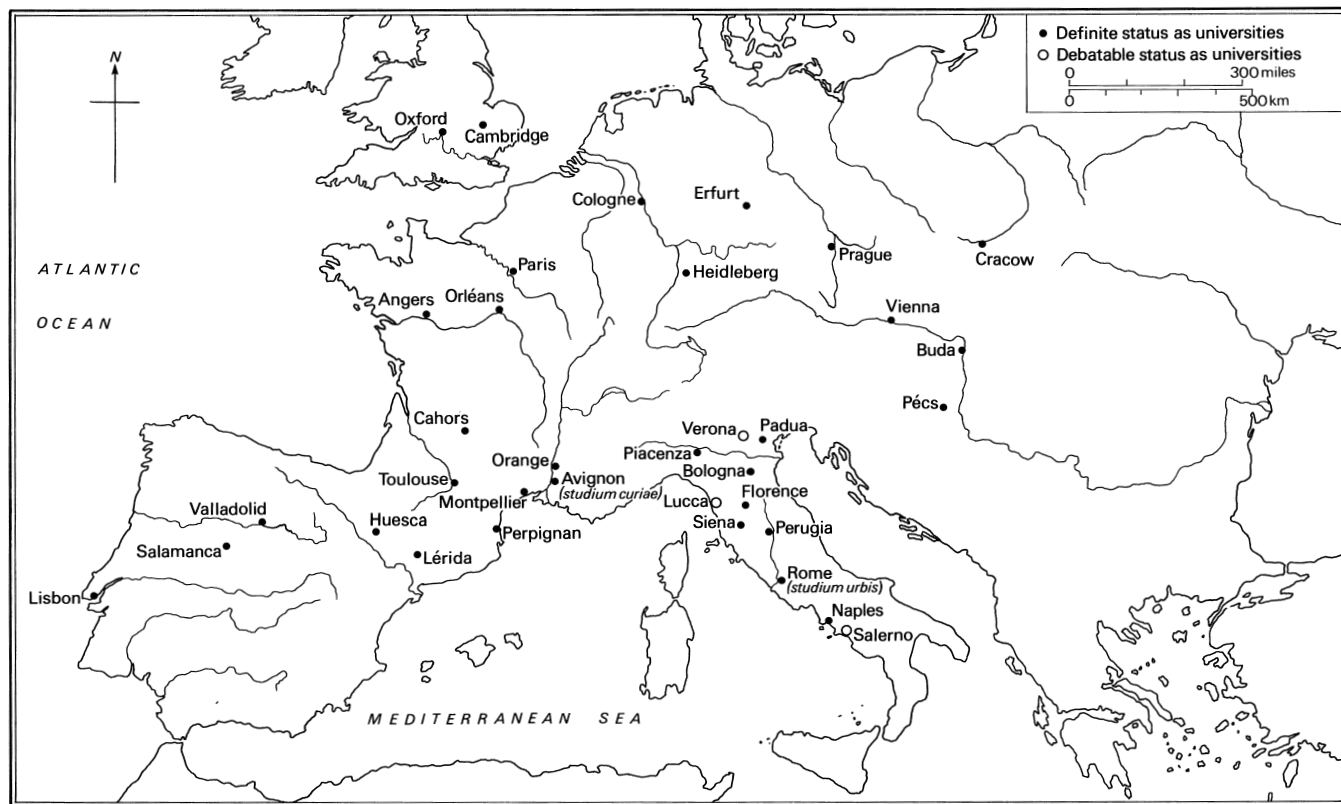 N
Definite status as universities
Debatable status as universities
0 300 miles
0 500 km
Oxford
Cambridge
Cologne
Erfurt
Prague
Cracow
ATLANTIC
OCEAN
Paris
Heidleberg
Angers
Orléans
Vienna
Buda
Pécs
Cahors
Verona
Padua
Orange
Piacenza
Toulouse
Avignon
(studium curiae)
Bologna
Montpellier
Lucca
Florence
Valladolid
Huesca
Perpignan
Siena
Perugia
Salamanca
Lérida
Rome
(studium urbis)
Lisbon
Naples
Salerno
MEDITERRANEAN SEA